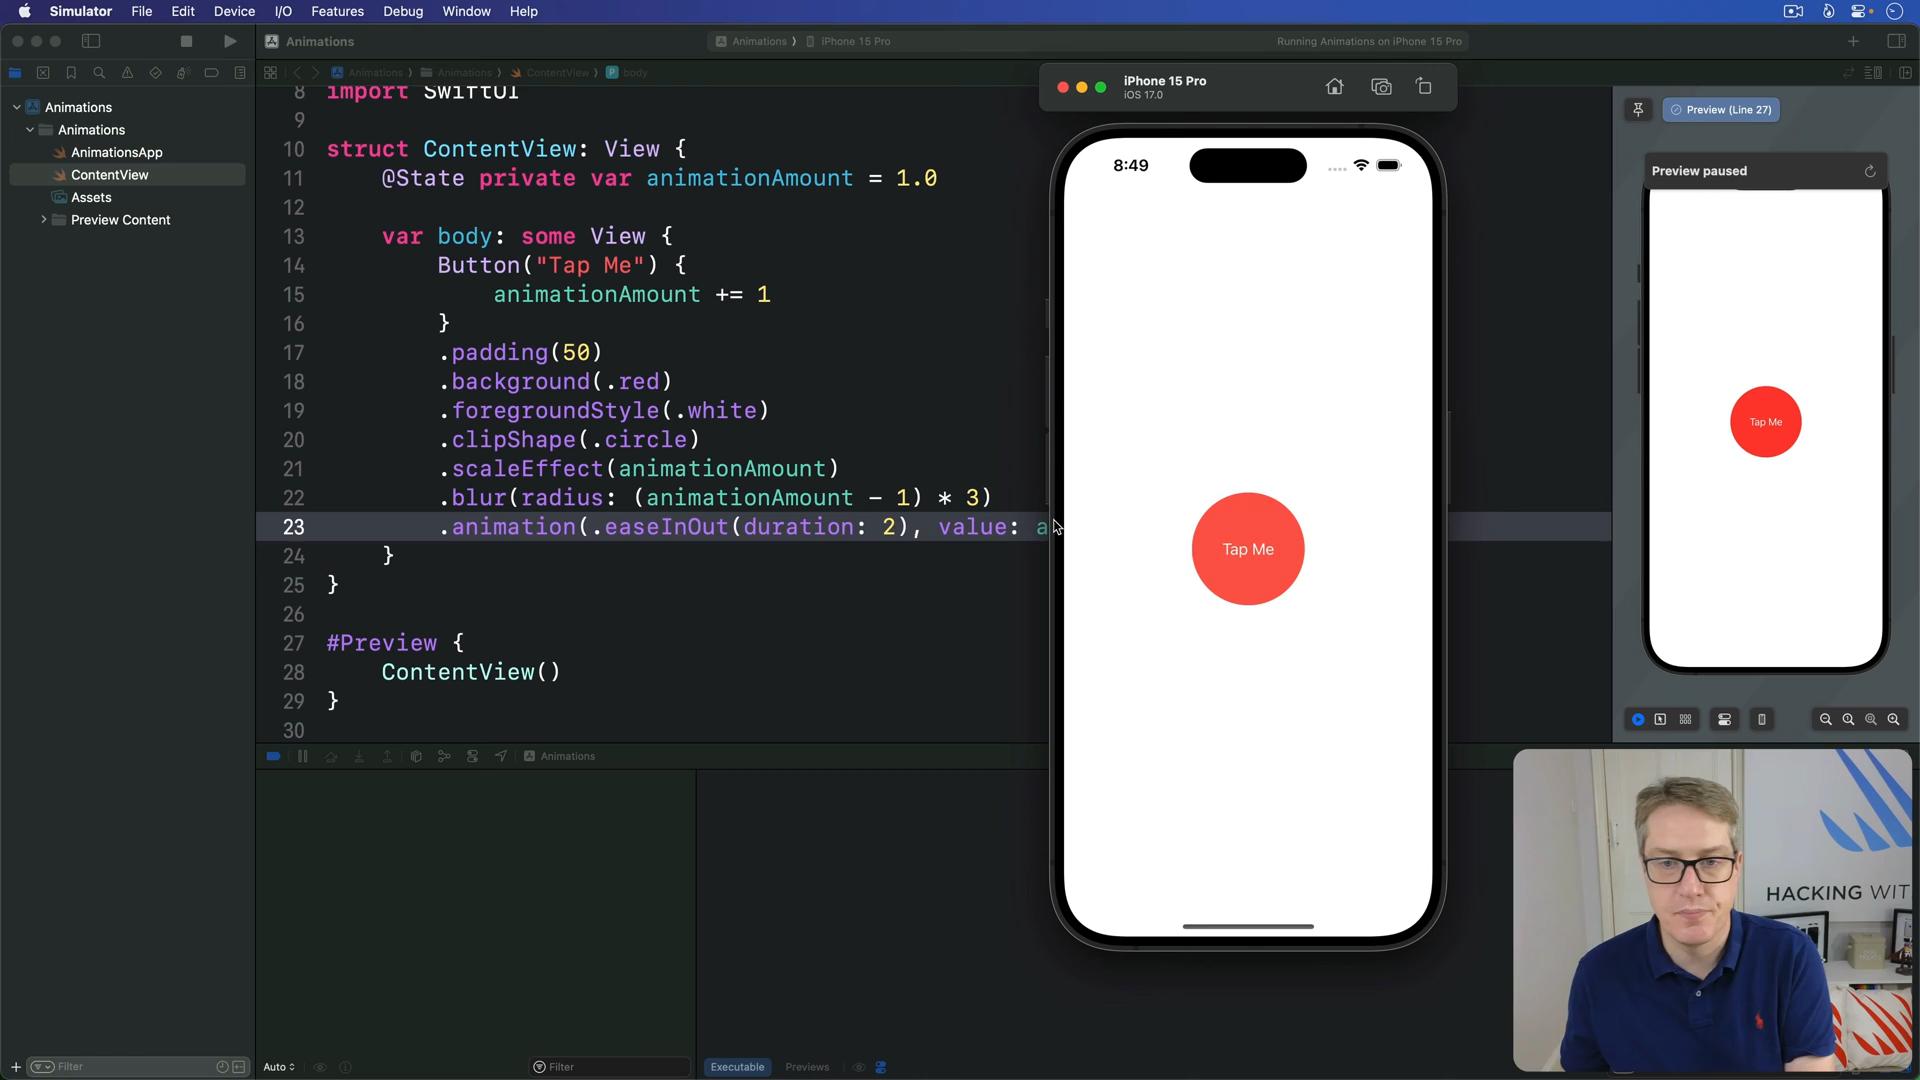 Simulator File Edit Device I/O Features Debug Window Help
Animations
Animations iPhone 15 Pro
Running Animations on iPhone 15 Pro
Animations Animations ContentView body
Animations
Animations
AnimationsApp
ContentView
Assets
Preview Content
8 import SwiftUI
9
10 struct ContentView: View {
11 @State private var animationAmount = 1.0
12
13 var body: some View {
14 Button("Tap Me") {
15 animationAmount += 1
16 }
17 .padding(50)
18 .background(.red)
19 .foregroundStyle(.white)
20 .clipShape(.circle)
21 .scaleEffect(animationAmount)
22 .blur(radius: (animationAmount - 1) * 3)
23 .animation(.easeInOut(duration: 2), value: a
24 }
25 }
26
27 #Preview {
28 ContentView()
29 }
30
iPhone 15 Pro
iOS 17.0
8:49
Tap Me
Preview (Line 27)
Preview paused
Tap Me
Animations
HACKING WIT
Filter
Auto
Filter
Executable Previews